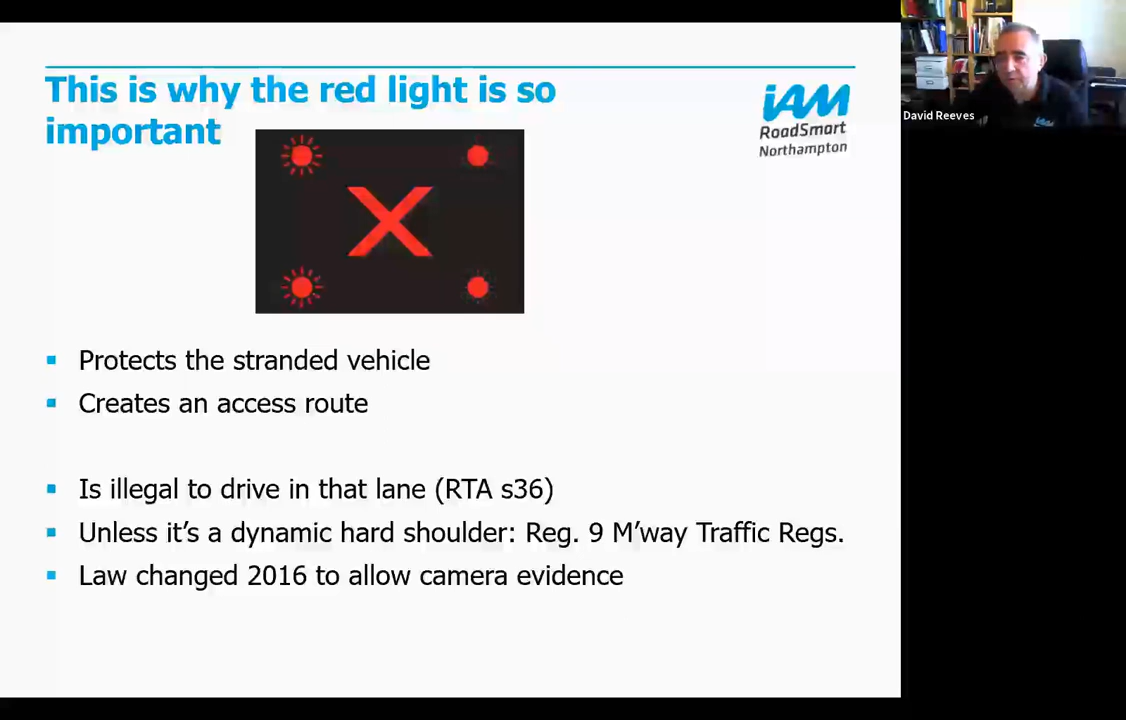 This is why the red light is so
important
iAM
RoadSmart
Northampton
X
▪ Protects the stranded vehicle
▪ Creates an access route
▪ Is illegal to drive in that lane (RTA s36)
▪ Unless it’s a dynamic hard shoulder: Reg. 9 M’way Traffic Regs.
▪ Law changed 2016 to allow camera evidence
David Reeves
iAM